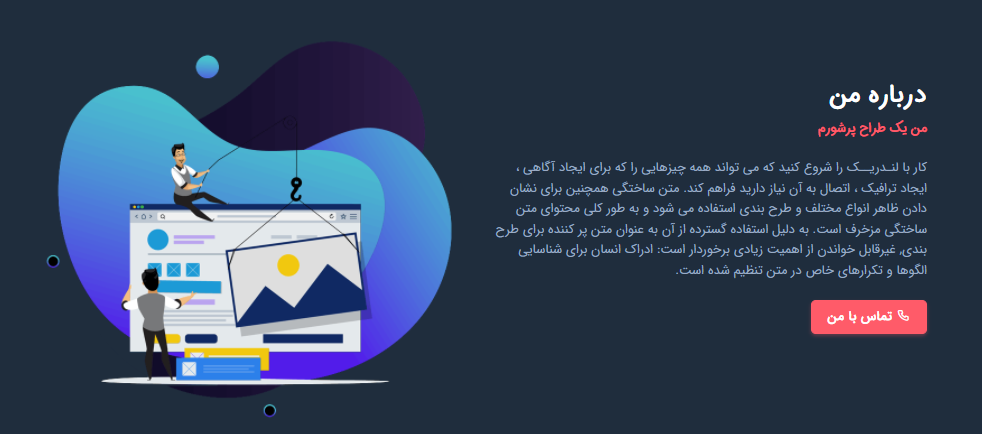 درباره من
من یک طراح پرشورم
کار با لنـدریــک را شروع کنید که می تواند همه چیزهایی را که برای ایجاد آگاهی ،
ایجاد ترافیک ، اتصال به آن نیاز دارید فراهم کند. متن ساختگی همچنین برای نشان
دادن ظاهر انواع مختلف و طرح بندی استفاده می شود و به طور کلی محتوای متن
ساختگی مزخرف است. به دلیل استفاده گسترده از آن به عنوان متن پر کننده برای طرح
بندی, غیرقابل خواندن از اهمیت زیادی برخوردار است: ادراک انسان برای شناسایی
الگوها و تکرارهای خاص در متن تنظیم شده است.
تماس با من